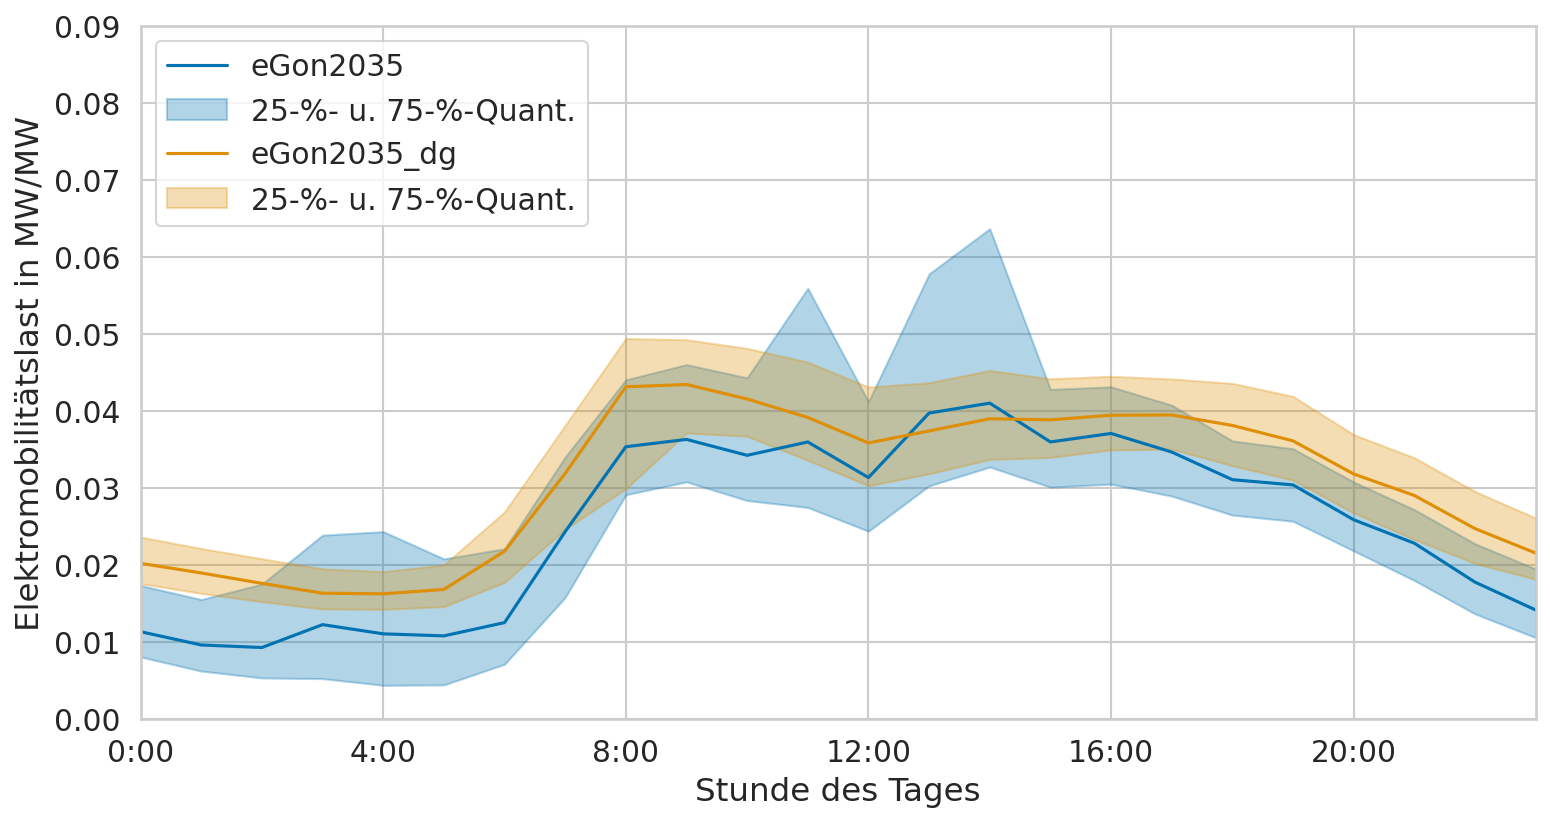 eGon2035
25-%- u. 75-%-Quant.
eGon2035_dg
25-%- u. 75-%-Quant.
Elektromobilitätslast in MW/MW
0.09
0.08
0.07
0.06
0.05
0.04
0.03
0.02
0.01
0.00
0:00 4:00 8:00 12:00 16:00 20:00
Stunde des Tages